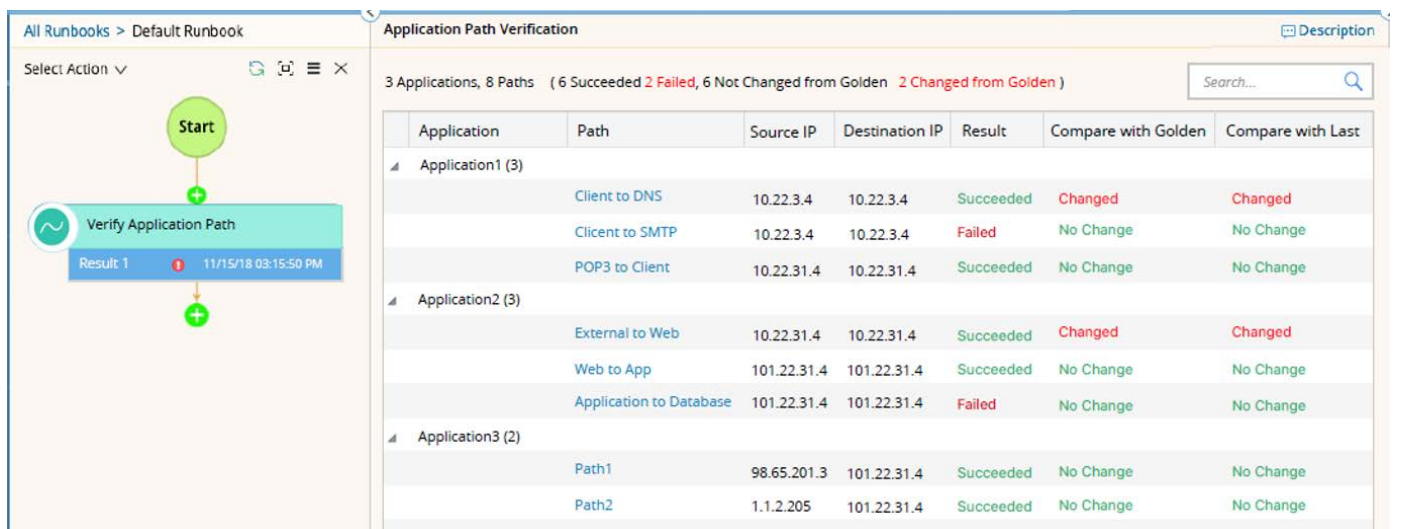 All Runbooks > Default Runbook
Select Action
Start
Verify Application Path
Result 1 11/15/18 03:15:50 PM
Application Path Verification
Description
3 Applications, 8 Paths ( 6 Succeeded 2 Failed, 6 Not Changed from Golden 2 Changed from Golden )
Search...
Application Path Source IP Destination IP Result Compare with Golden Compare with Last
Application1 (3)
Client to DNS 10.22.3.4 10.22.3.4 Succeeded Changed Changed
Clicent to SMTP 10.22.3.4 10.22.3.4 Failed No Change No Change
POP3 to Client 10.22.31.4 10.22.31.4 Succeeded No Change No Change
Application2 (3)
External to Web 10.22.31.4 10.22.31.4 Succeeded Changed Changed
Web to App 101.22.31.4 101.22.31.4 Succeeded No Change No Change
Application to Database 101.22.31.4 101.22.31.4 Failed No Change No Change
Application3 (2)
Path1 98.65.201.3 101.22.31.4 Succeeded No Change No Change
Path2 1.1.2.205 101.22.31.4 Succeeded No Change No Change